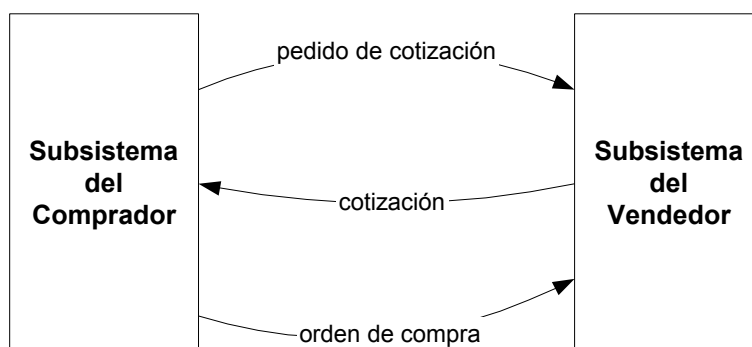 pedido de cotización
Subsistema
del
Comprador
Subsistema
del
Vendedor
cotización
orden de compra